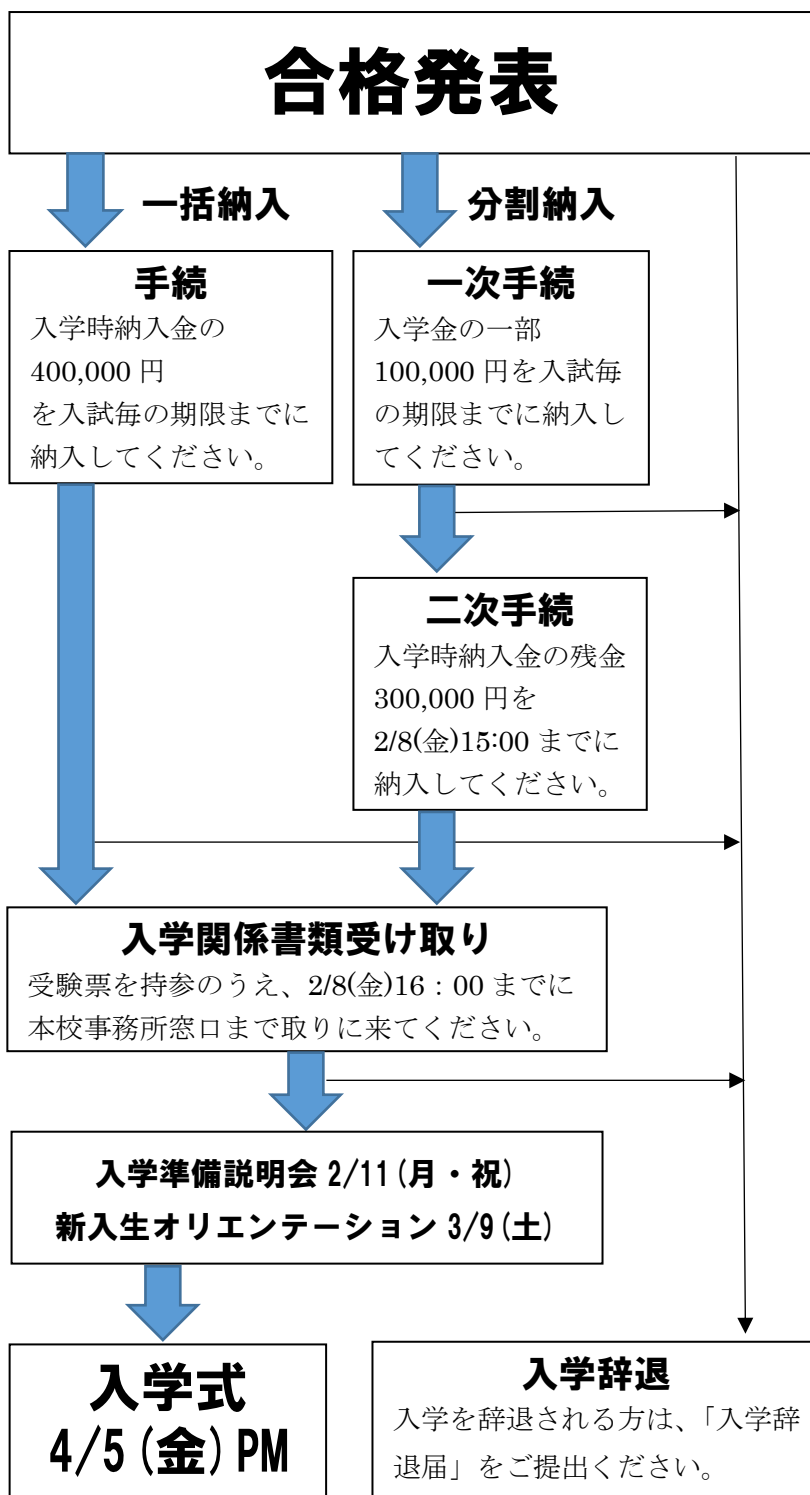 合格発表
一括納入
分割納入
手続
入学時納入金の
400,000 円
を入試毎の期限までに
納入してください。
一次手続
入学金の一部
100,000 円を入試毎
の期限までに納入し
てください。
二次手続
入学時納入金の残金
300,000 円を
2/8(金)15:00 までに
納入してください。
入学関係書類受け取り
受験票を持参のうえ、2/8(金)16：00 までに
本校事務所窓口まで取りに来てください。
入学準備説明会 2/11(月・祝)
新入生オリエンテーション 3/9(土)
入学式
4/5(金)PM
入学辞退
入学を辞退される方は、「入学辞
退届」をご提出ください。